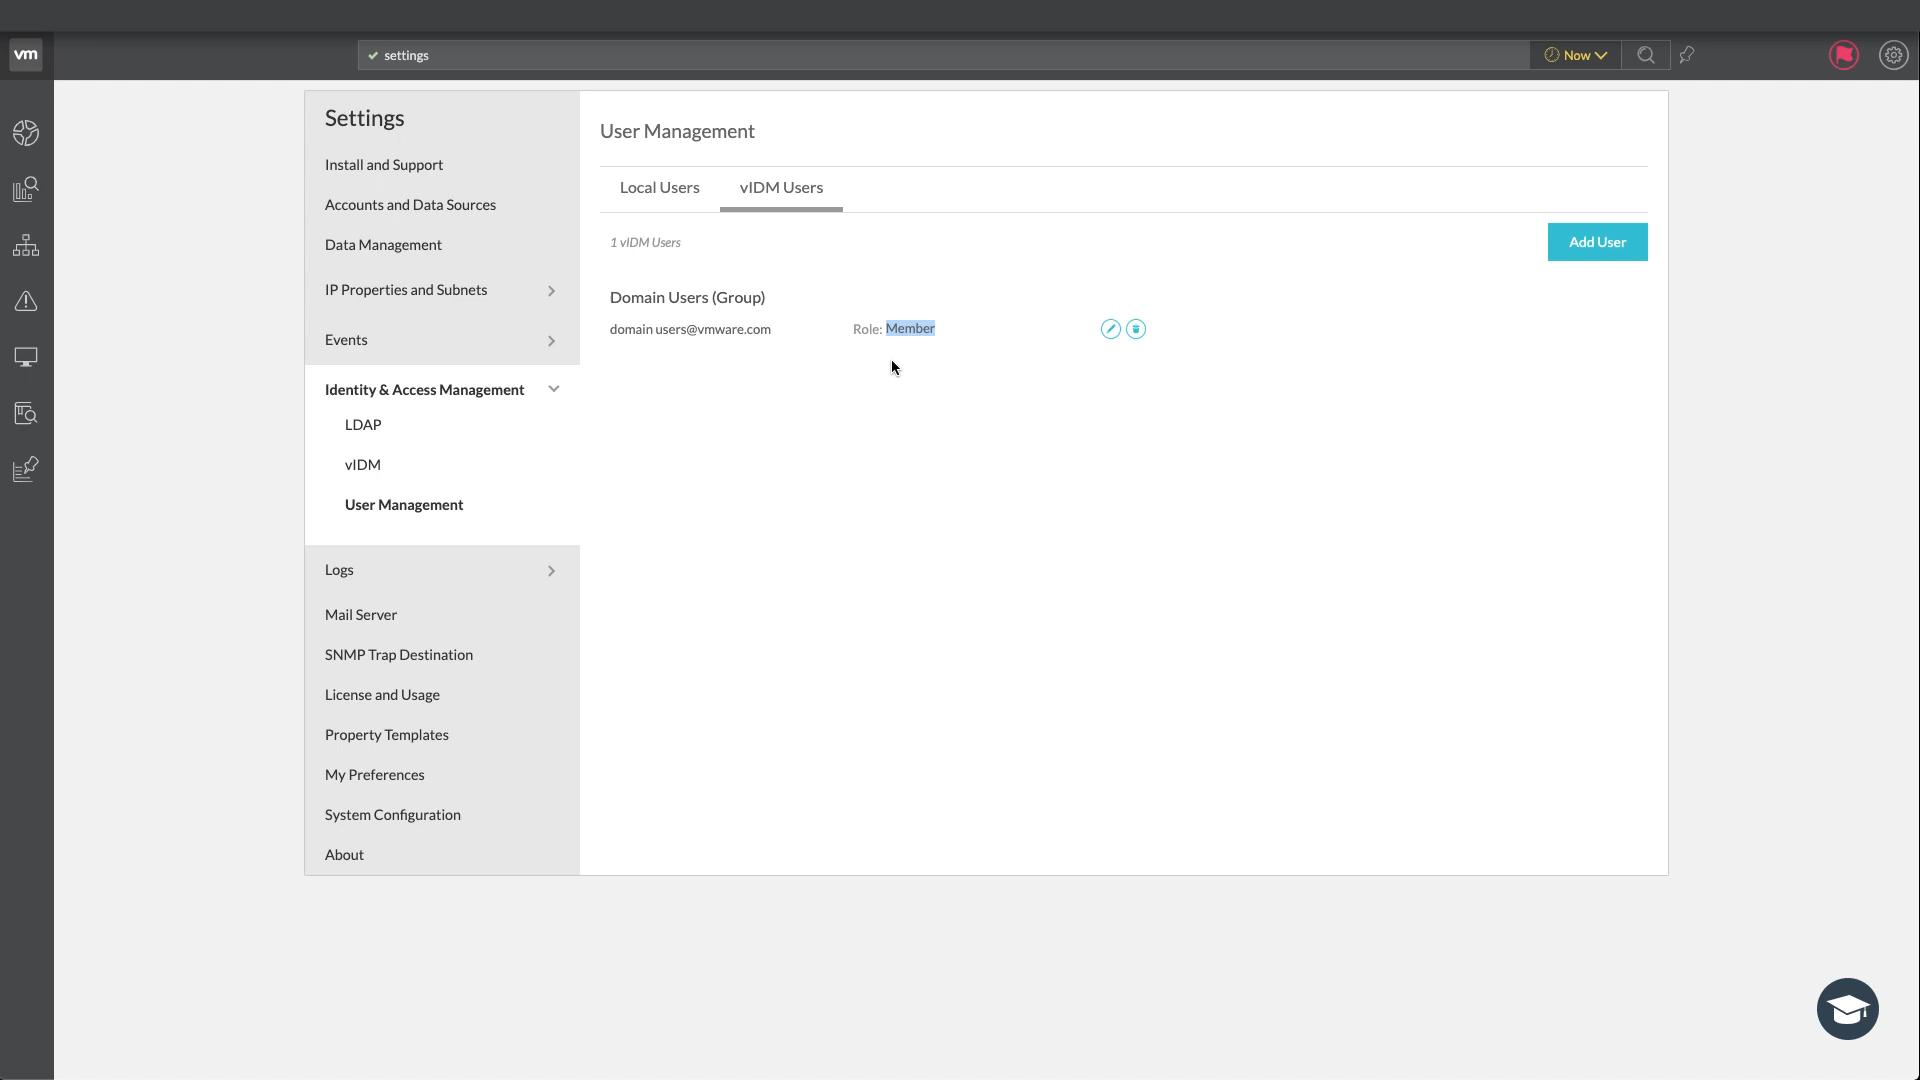 vm
settings
Now
Settings
Install and Support
Accounts and Data Sources
Data Management
IP Properties and Subnets
Events
Identity & Access Management
LDAP
vIDM
User Management
Logs
Mail Server
SNMP Trap Destination
License and Usage
Property Templates
My Preferences
System Configuration
About
User Management
Local Users
vIDM Users
1 vIDM Users
Add User
Domain Users (Group)
domain users@vmware.com
Role: Member